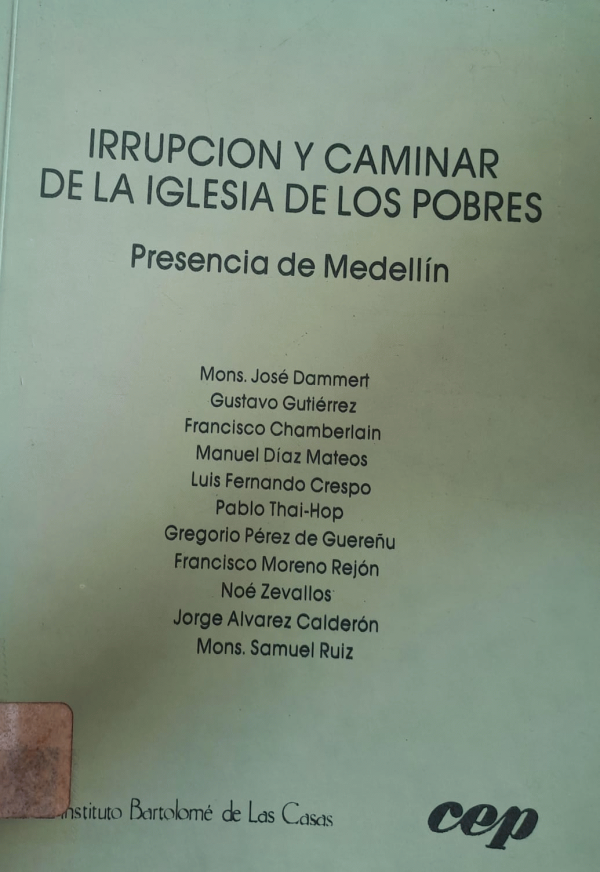 IRRUPCION Y CAMINAR
DE LA IGLESIA DE LOS POBRES
Presencia de Medellín
Mons. José Dammert
Gustavo Gutiérrez
Francisco Chamberlain
Manuel Díaz Mateos
Luis Fernando Crespo
Pablo Thai-Hop
Gregorio Pérez de Guereñu
Francisco Moreno Rejón
Noé Zevallos
Jorge Alvarez Calderón
Mons. Samuel Ruiz
Instituto Bartolomé de Las Casas
cep